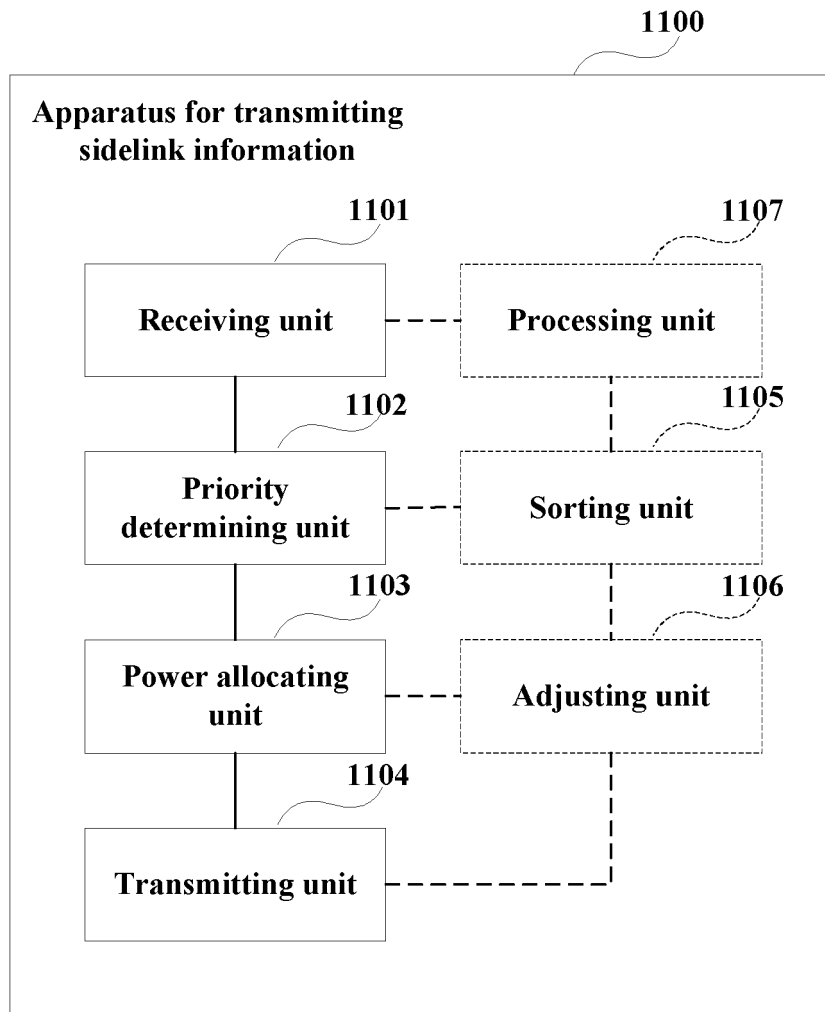 1100
Apparatus for transmitting
sidelink information
1101
1107
Receiving unit
Processing unit
1102
1105
Priority
determining unit
Sorting unit
1103
1106
Power allocating
unit
Adjusting unit
1104
Transmitting unit